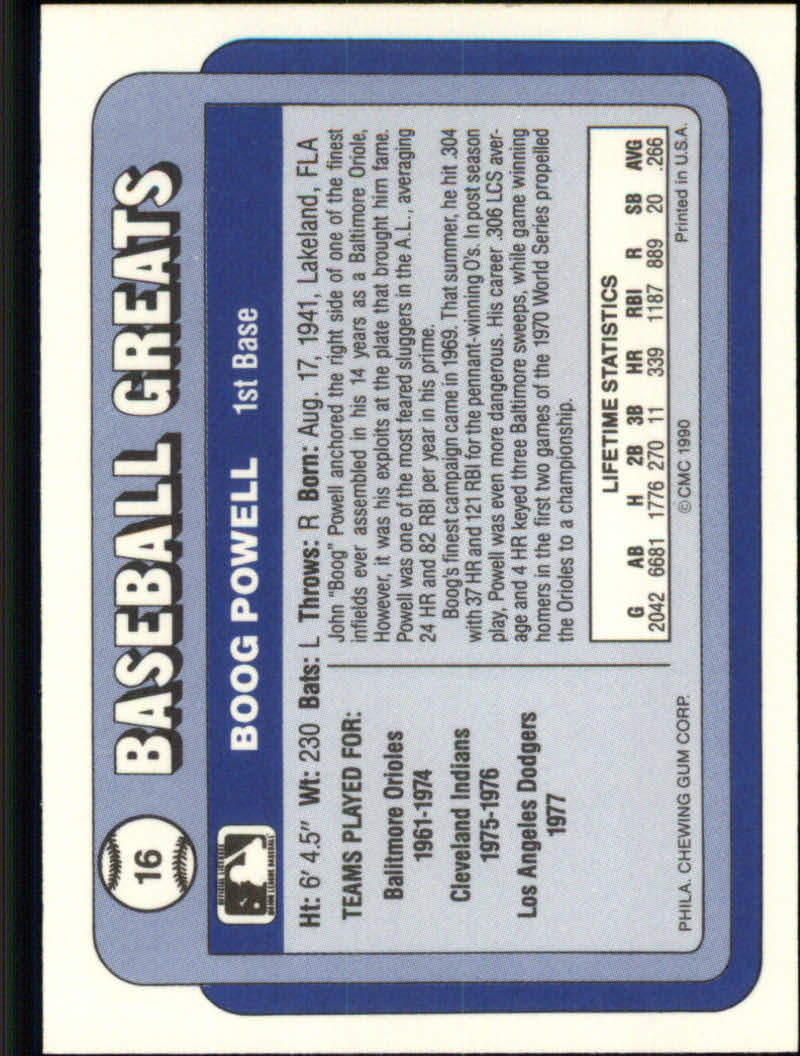 16
BASEBALL GREATS
BOOG POWELL 1st Base
Ht: 6' 4.5" Wt: 230 Bats: L Throws: R Born: Aug. 17, 1941, Lakeland, FLA
TEAMS PLAYED FOR:
Balitmore Orioles
1961-1974
Cleveland Indians
1975-1976
Los Angeles Dodgers
1977
John "Boog" Powell anchored the right side of one of the finest
infields ever assembled in his 14 years as a Baltimore Oriole,
However, it was his exploits at the plate that brought him fame.
Powell was one of the most feared sluggers in the A.L., averaging
24 HR and 82 RBI per year in his prime.
Boog's finest campaign came in 1969. That summer, he hit .304
with 37 HR and 121 RBI for the pennant-winning O's. In post season
play, Powell was even more dangerous. His career .306 LCS aver-
age and 4 HR keyed three Baltimore sweeps, while game winning
homers in the first two games of the 1970 World Series propelled
the Orioles to a championship.
LIFETIME STATISTICS
G AB H 2B 3B HR RBI R SB AVG
2042 6681 1776 270 11 339 1187 889 20 .266
PHILA. CHEWING GUM CORP. ©CMC 1990 Printed in U.S.A.